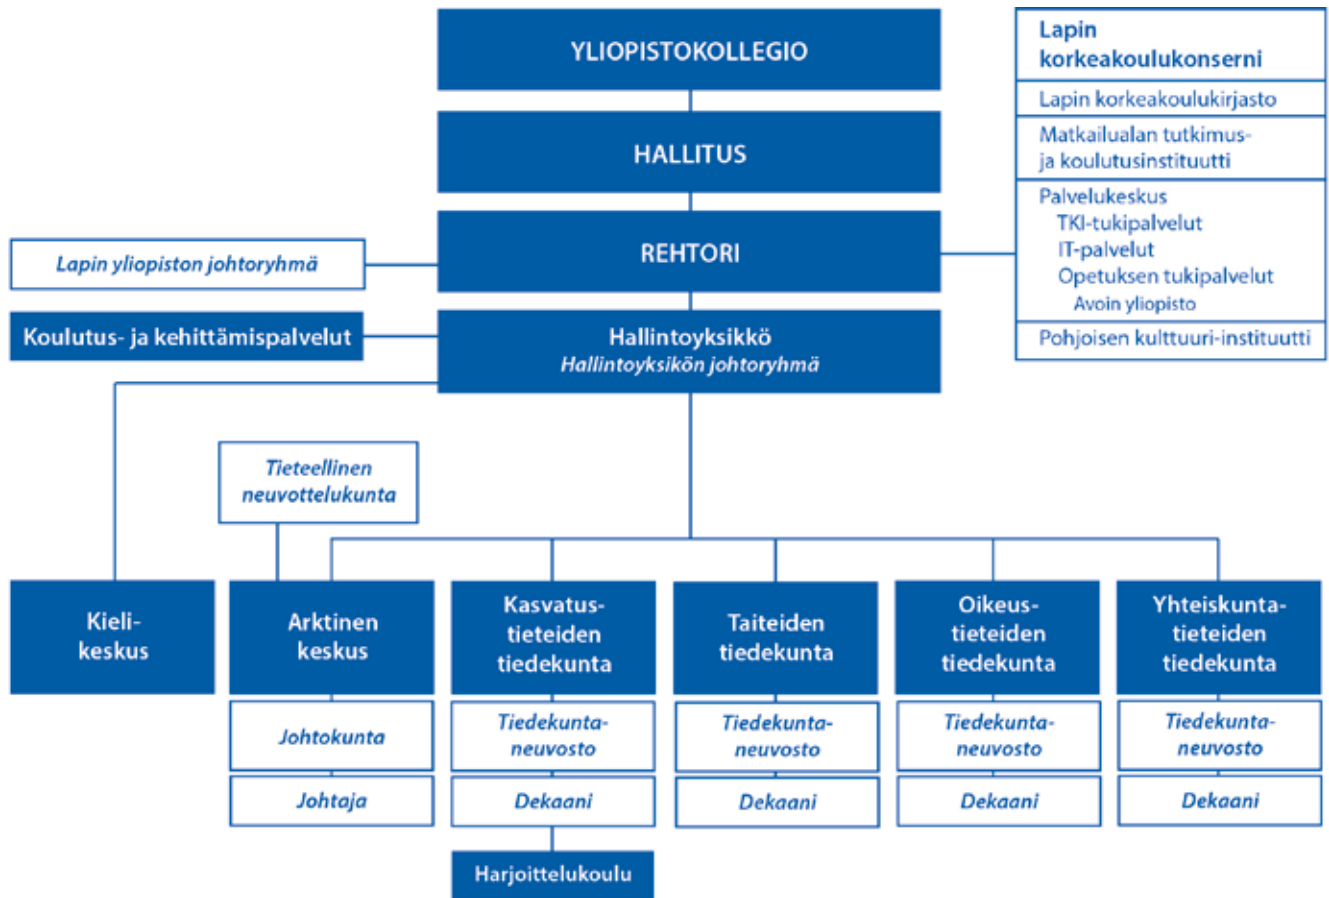 YLIOPISTOKOLLEGIO
HALLITUS
REHTORI
Lapin yliopiston johtoryhmä
Koulutus- ja kehittämispalvelut
Hallintoyksikkö
Hallintoyksikön johtoryhmä
Lapin
korkeakoulukonserni
Lapin korkeakoulukirjasto
Matkailualan tutkimus-
ja koulutusinstituutti
Palvelukeskus
TKI-tukipalvelut
IT-palvelut
Opetuksen tukipalvelut
Avoin yliopisto
Pohjoisen kulttuuri-instituutti
Tieteellinen
neuvottelukunta
Kieli-
keskus
Arktinen
keskus
Johtokunta
Johtaja
Kasvatus-
tieteiden
tiedekunta
Tiedekunta-
neuvosto
Dekaani
Harjoittelukoulu
Taiteiden
tiedekunta
Tiedekunta-
neuvosto
Dekaani
Oikeus-
tieteiden
tiedekunta
Tiedekunta-
neuvosto
Dekaani
Yhteiskunta-
tieteiden
tiedekunta
Tiedekunta-
neuvosto
Dekaani